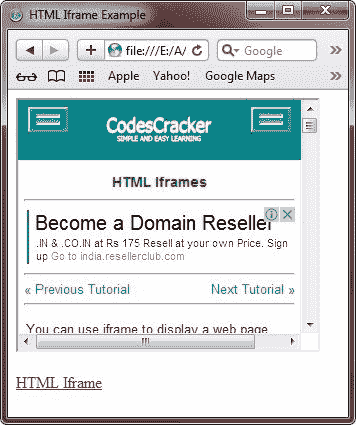 HTML Iframe Example
file:///E:/A/
Google
Apple Yahoo! Google Maps
CodesCracker
SIMPLE AND EASY LEARNING
HTML Iframes
Become a Domain Reseller
.IN & .CO.IN at Rs 175 Resell at your own Price. Sign
up Go to india.resellerclub.com
« Previous Tutorial Next Tutorial »
You can use iframe to display a web page
HTML Iframe